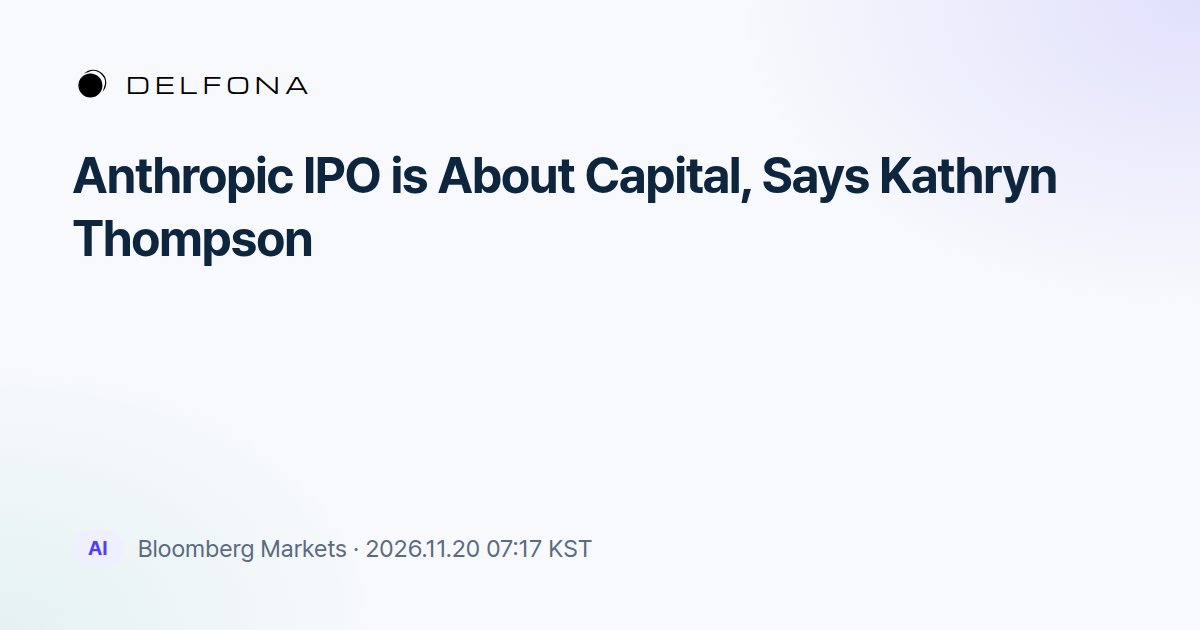 DELFONA
Anthropic IPO is About Capital, Says Kathryn
Thompson
AI Bloomberg Markets · 2026.11.20 07:17 KST